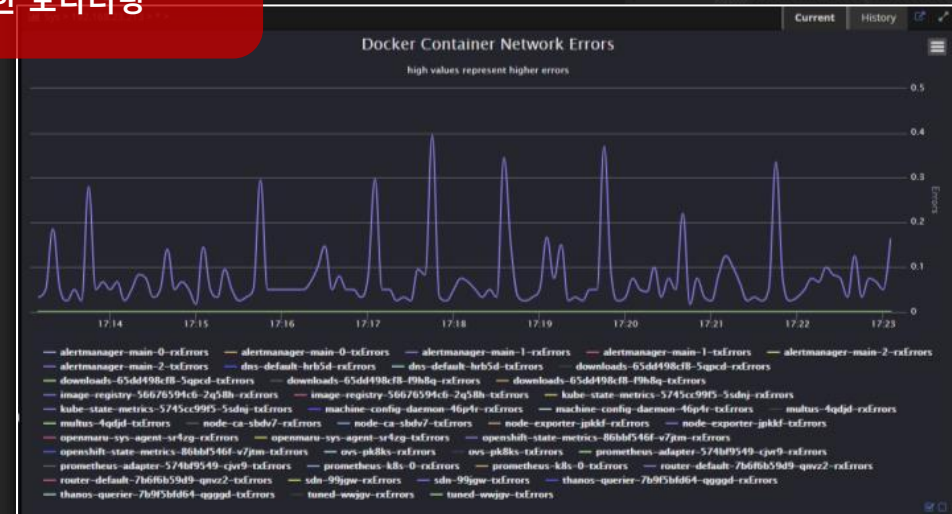 모니터링
Current History
Docker Container Network Errors
high values represent higher errors
0.5
0.4
0.3
0.2
0.1
0
Errors
17:14 17:15 17:16 17:17 17:18 17:19 17:20 17:21 17:22 17:23
alertmanager-main-0-rxErrors alertmanager-main-0-txErrors alertmanager-main-1-rxErrors alertmanager-main-1-txErrors alertmanager-main-2-rxErrors
alertmanager-main-2-txErrors dns-default-hrb5d-rxErrors dns-default-hrb5d-txErrors downloads-65dd498cf8-5qpcd-rxErrors
downloads-65dd498cf8-5qpcd-txErrors downloads-65dd498cf8-f9h8q-rxErrors downloads-65dd498cf8-f9h8q-txErrors
image-registry-56676594c6-2q58h-rxErrors image-registry-56676594c6-2q58h-txErrors kube-state-metrics-5745cc99f5-5sdnj-rxErrors
kube-state-metrics-5745cc99f5-5sdnj-txErrors machine-config-daemon-46p4r-rxErrors machine-config-daemon-46p4r-txErrors multus-4qdjd-rxErrors
multus-4qdjd-txErrors node-ca-sbdv7-rxErrors node-ca-sbdv7-txErrors node-exporter-jpkkf-rxErrors node-exporter-jpkkf-txErrors
openmaru-sys-agent-sr4zg-rxErrors openmaru-sys-agent-sr4zg-txErrors openshift-state-metrics-86bbf546f-v7jtm-rxErrors
openshift-state-metrics-86bbf546f-v7jtm-txErrors ovs-pk8ks-rxErrors ovs-pk8ks-txErrors prometheus-adapter-574bf9549-cjvr9-rxErrors
prometheus-adapter-574bf9549-cjvr9-txErrors prometheus-k8s-0-rxErrors prometheus-k8s-0-txErrors router-default-7b6f6b59d9-qnvz2-rxErrors
router-default-7b6f6b59d9-qnvz2-txErrors sdn-99jgw-rxErrors sdn-99jgw-txErrors thanos-querier-7b9f5bfd64-qgggd-rxErrors
thanos-querier-7b9f5bfd64-qgggd-txErrors tuned-wwjgv-rxErrors tuned-wwjgv-txErrors